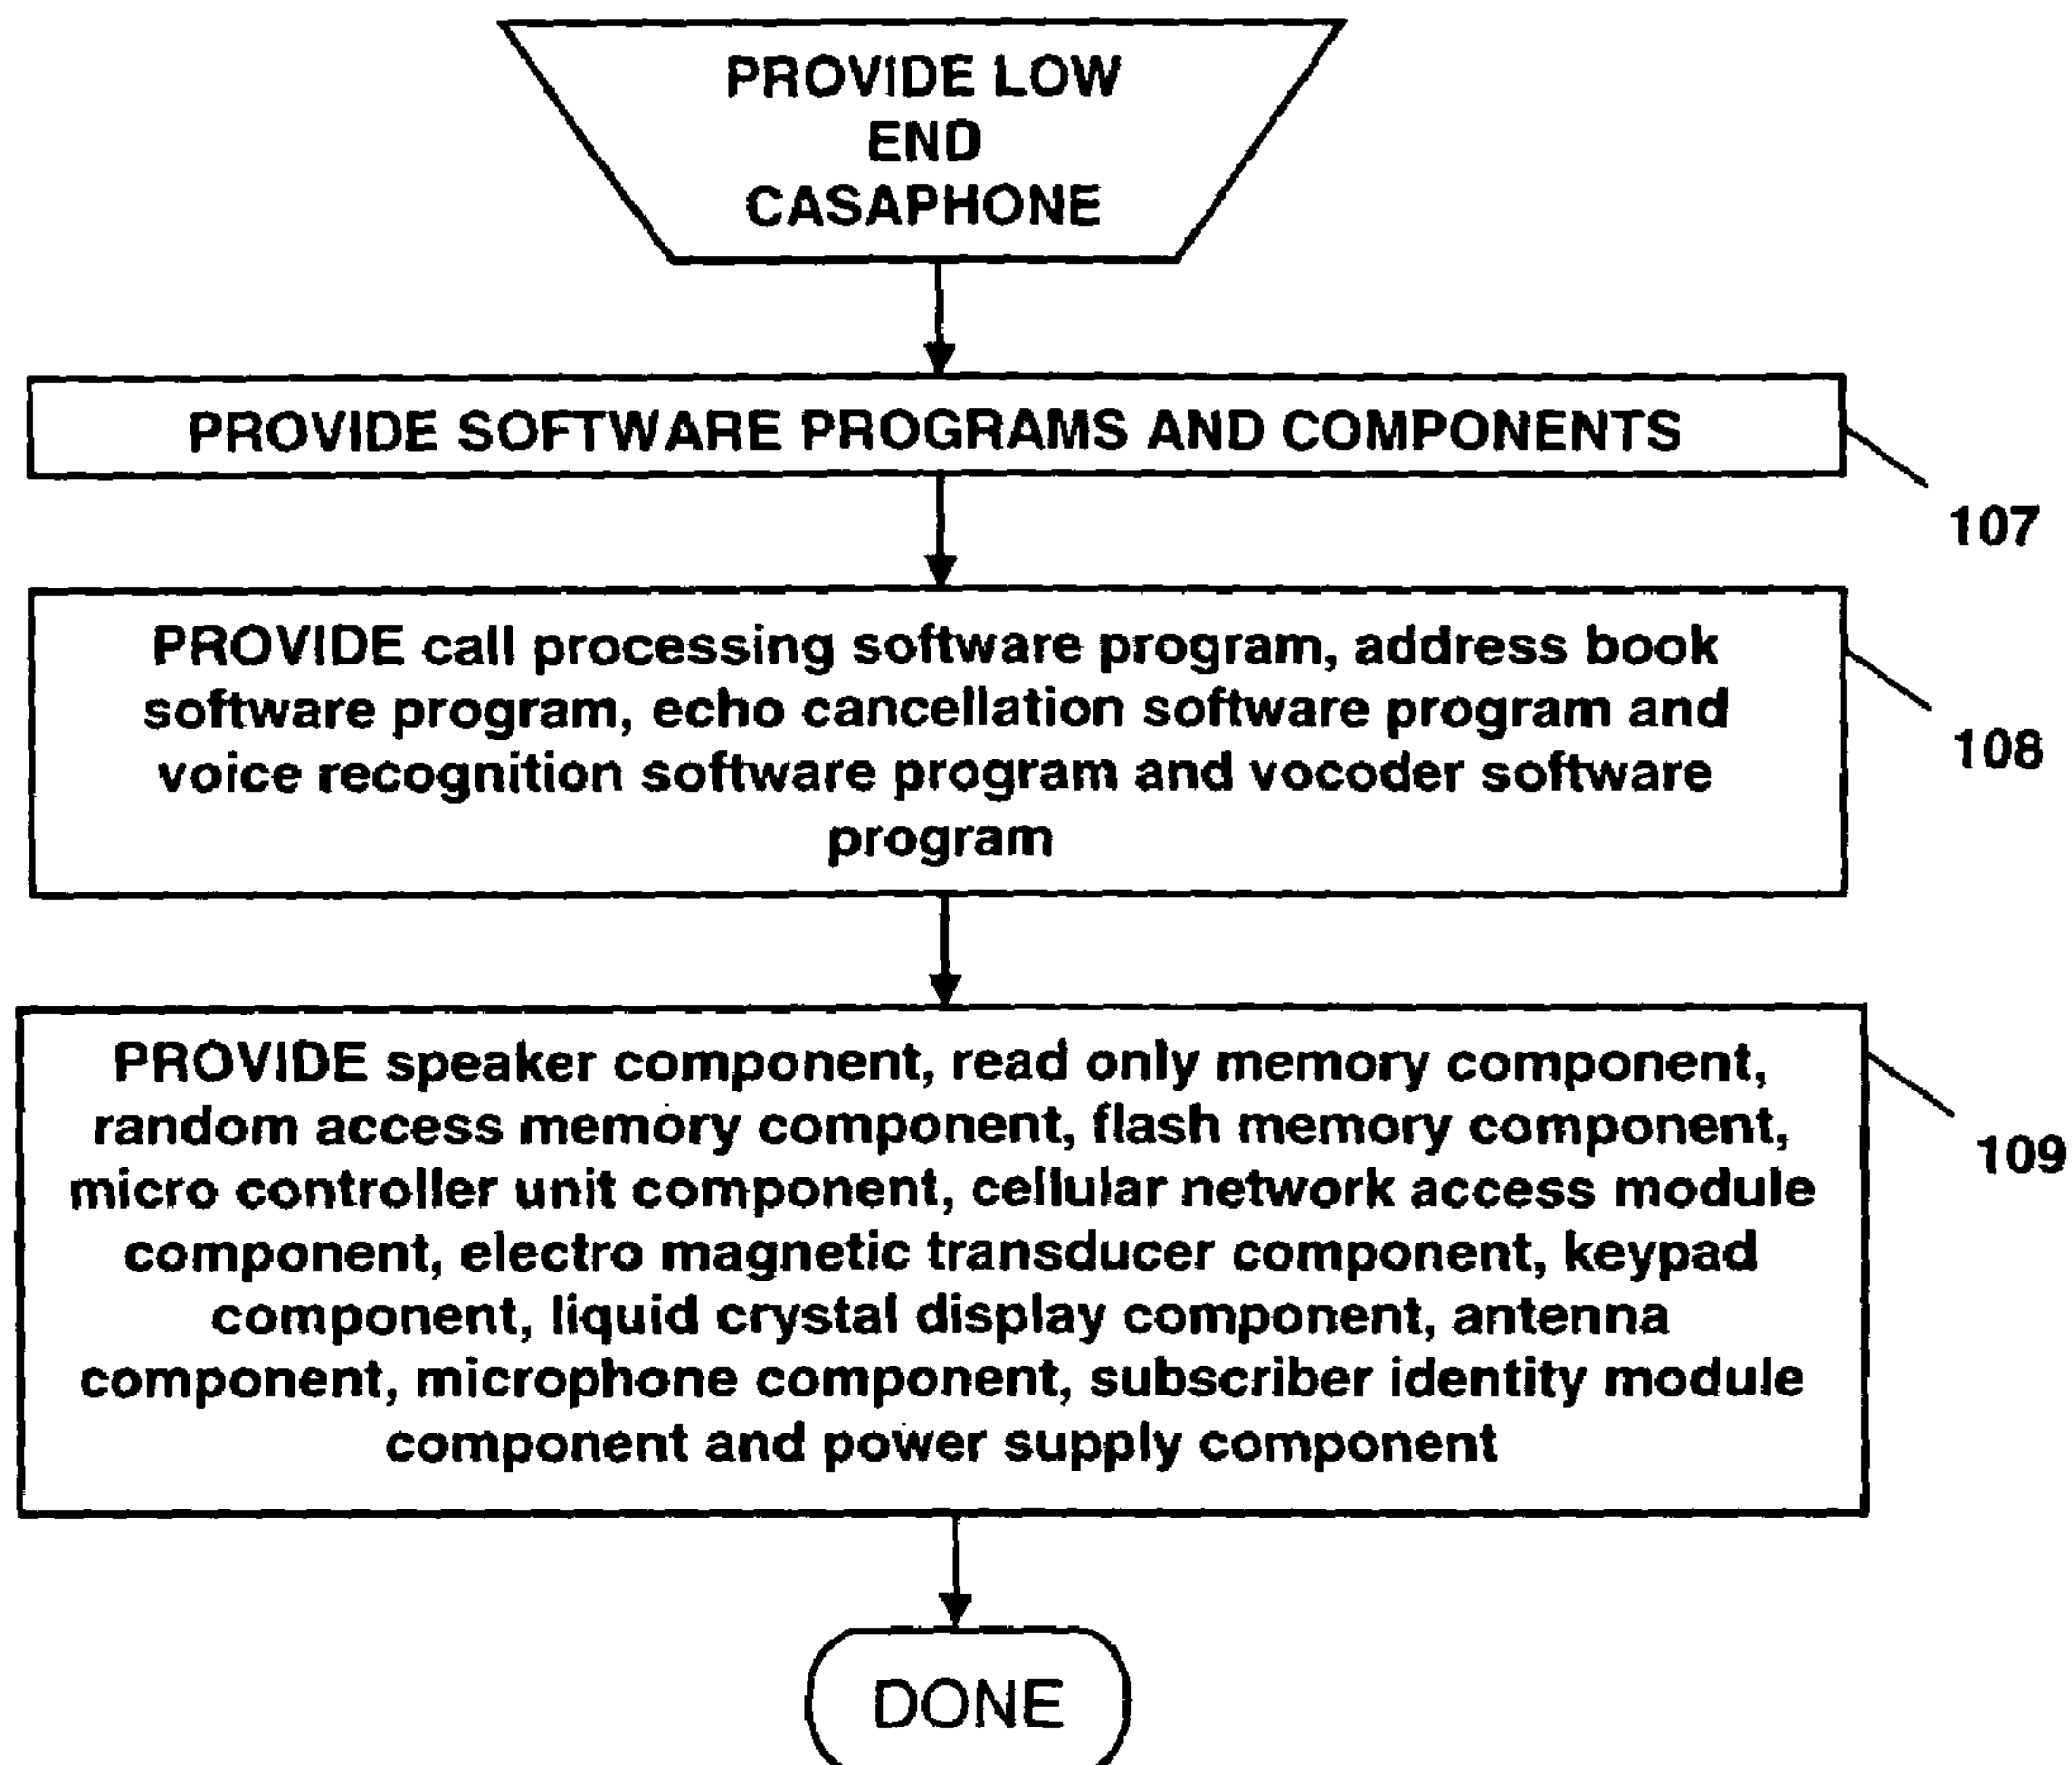 PROVIDE LOW
END
CASAPHONE
PROVIDE SOFTWARE PROGRAMS AND COMPONENTS
107
PROVIDE call processing software program, address book
software program, echo cancellation software program and
voice recognition software program and vocoder software
program
108
PROVIDE speaker component, read only memory component,
random access memory component, flash memory component,
micro controller unit component, cellular network access module
component, electro magnetic transducer component, keypad
component, liquid crystal display component, antenna
component, microphone component, subscriber identity module
component and power supply component
109
DONE